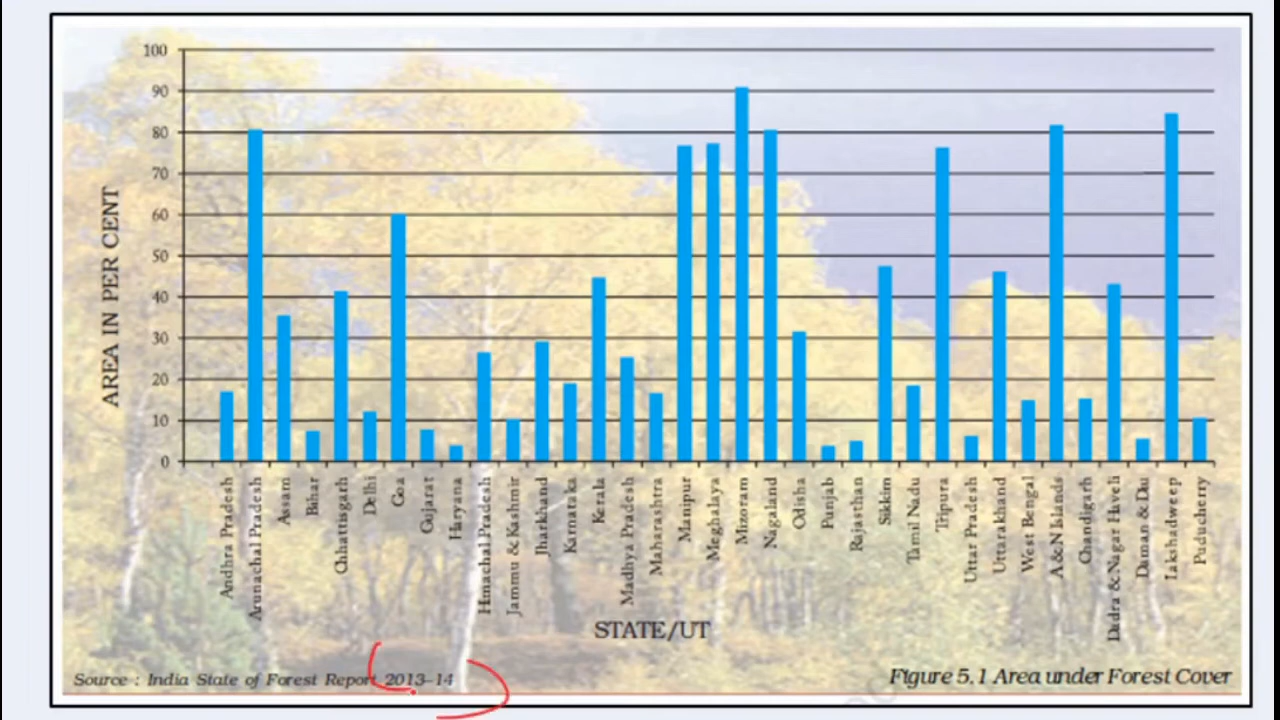 100
90
80
70
60
50
40
30
20
10
0
AREA IN PER CENT
Andhra Pradesh
Arunachal Pradesh
Assam
Bihar
Chhattisgarh
Delhi
Goa
Gujarat
Haryana
Himachal Pradesh
Jammu & Kashmir
Jharkhand
Karnataka
Kerala
Madhya Pradesh
Maharashtra
Manipur
Meghalaya
Mizoram
Nagaland
Odisha
Punjab
Rajasthan
Sikkim
Tamil Nadu
Tripura
Uttar Pradesh
Uttarakhand
West Bengal
A&N Islands
Chandigarh
Dadra & Nagar Haveli
Daman & Diu
Lakshadweep
Puducherry
STATE/UT
Source : India State of Forest Report 2013–14
Figure 5.1 Area under Forest Cover